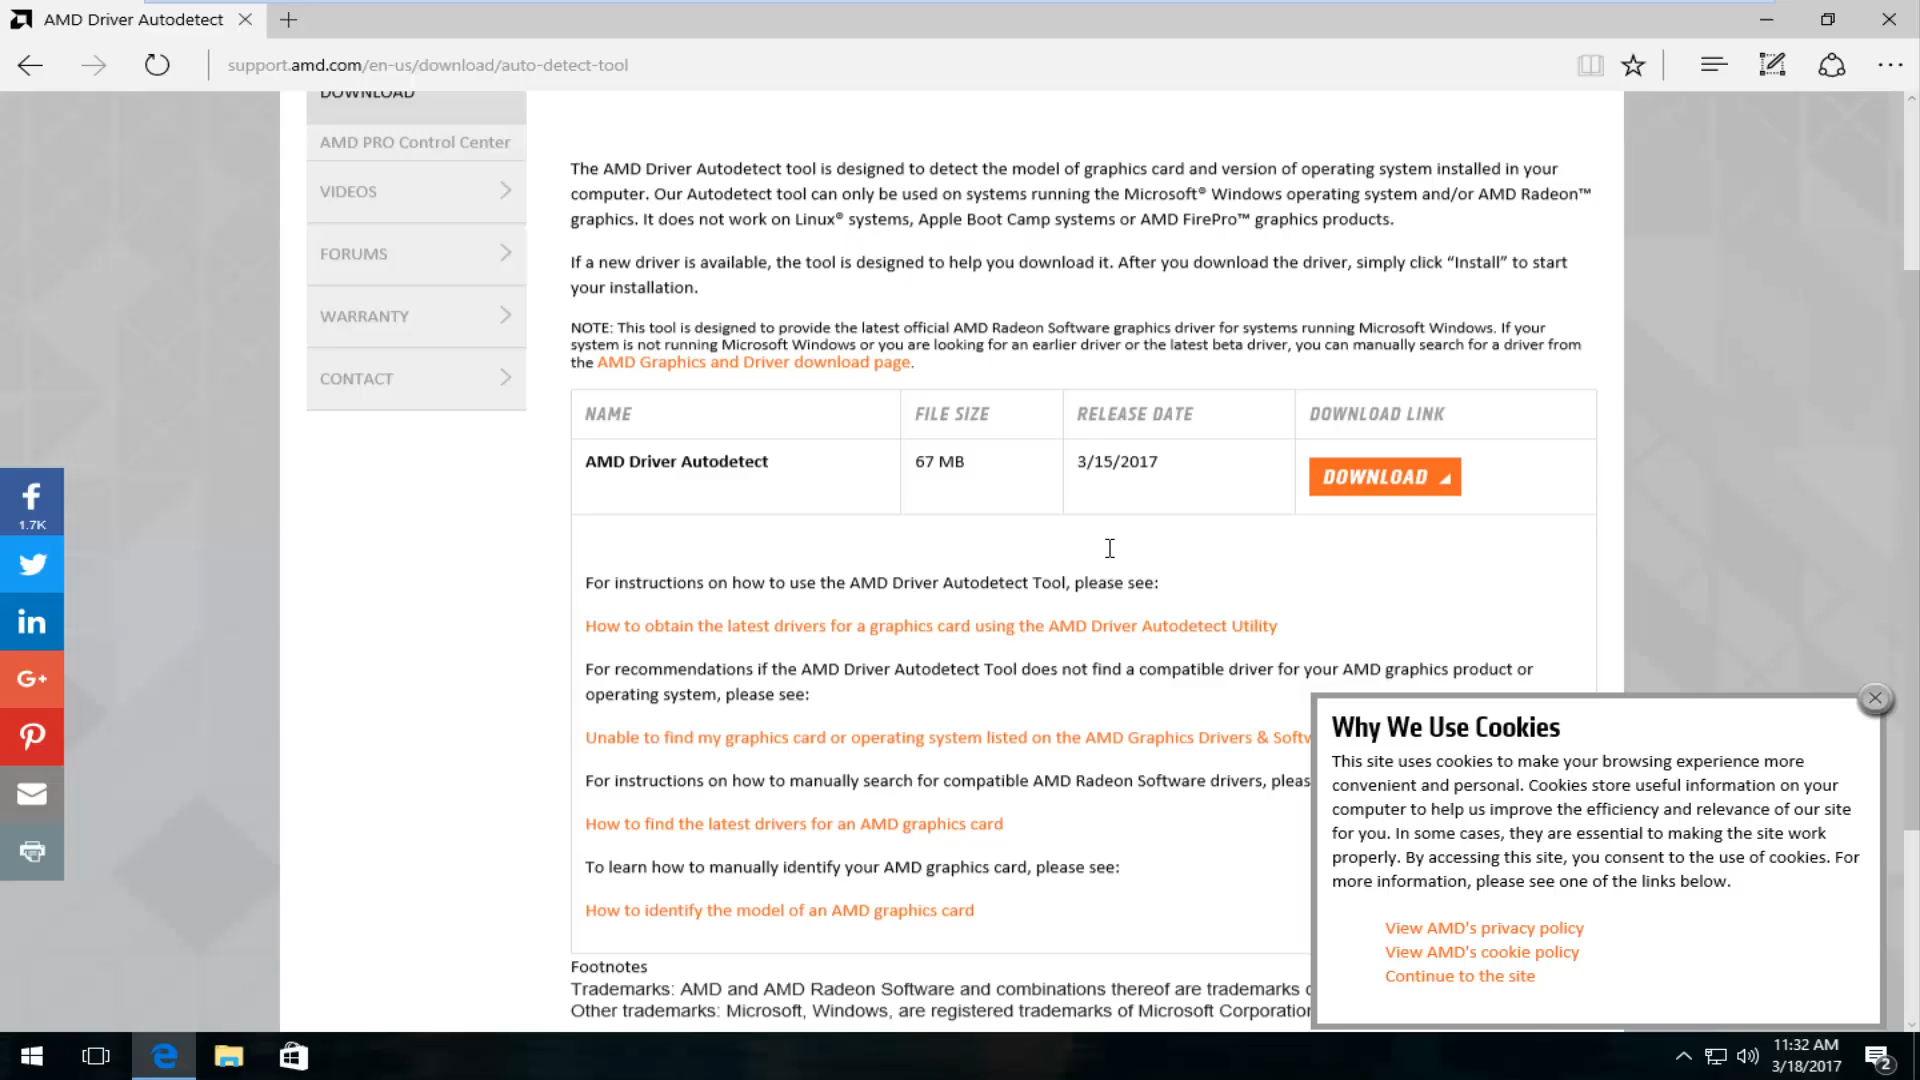 AMD Driver Autodetect
support.amd.com/en-us/download/auto-detect-tool
DOWNLOAD
AMD PRO Control Center
VIDEOS
FORUMS
WARRANTY
CONTACT
The AMD Driver Autodetect tool is designed to detect the model of graphics card and version of operating system installed in your
computer. Our Autodetect tool can only be used on systems running the Microsoft® Windows operating system and/or AMD Radeon™
graphics. It does not work on Linux® systems, Apple Boot Camp systems or AMD FirePro™ graphics products.
If a new driver is available, the tool is designed to help you download it. After you download the driver, simply click “Install” to start
your installation.
NOTE: This tool is designed to provide the latest official AMD Radeon Software graphics driver for systems running Microsoft Windows. If your
system is not running Microsoft Windows or you are looking for an earlier driver or the latest beta driver, you can manually search for a driver from
the AMD Graphics and Driver download page.
NAME FILE SIZE RELEASE DATE DOWNLOAD LINK
AMD Driver Autodetect 67 MB 3/15/2017 DOWNLOAD
For instructions on how to use the AMD Driver Autodetect Tool, please see:
How to obtain the latest drivers for a graphics card using the AMD Driver Autodetect Utility
For recommendations if the AMD Driver Autodetect Tool does not find a compatible driver for your AMD graphics product or
operating system, please see:
Unable to find my graphics card or operating system listed on the AMD Graphics Drivers & Softw
For instructions on how to manually search for compatible AMD Radeon Software drivers, pleas
How to find the latest drivers for an AMD graphics card
To learn how to manually identify your AMD graphics card, please see:
How to identify the model of an AMD graphics card
Footnotes
Trademarks: AMD and AMD Radeon Software and combinations thereof are trademarks
Other trademarks: Microsoft, Windows, are registered trademarks of Microsoft Corporation
f
1.7K
in
G+
Why We Use Cookies
This site uses cookies to make your browsing experience more
convenient and personal. Cookies store useful information on your
computer to help us improve the efficiency and relevance of our site
for you. In some cases, they are essential to making the site work
properly. By accessing this site, you consent to the use of cookies. For
more information, please see one of the links below.
View AMD's privacy policy
View AMD's cookie policy
Continue to the site
11:32 AM
3/18/2017
2